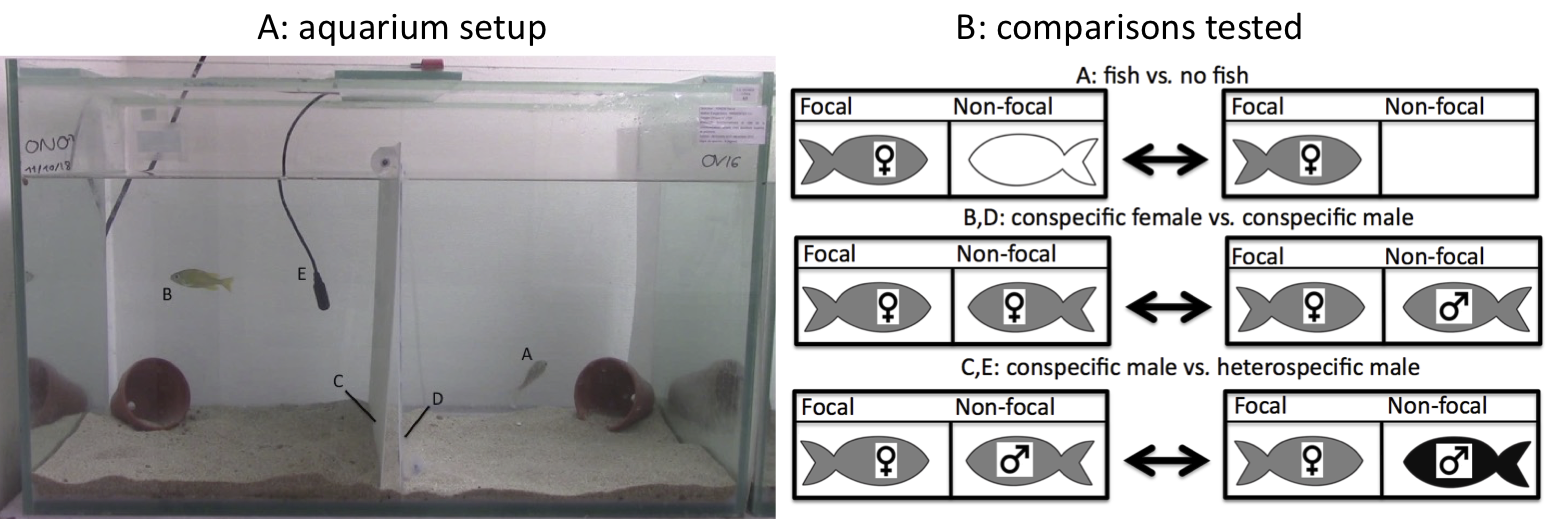 A: aquarium setup
ONO7
11/10/18
OV16
E
B
A
C
D
B: comparisons tested
A: fish vs. no fish
Focal Non-focal
Focal Non-focal
♀
♀
B,D: conspecific female vs. conspecific male
Focal Non-focal
Focal Non-focal
♀ ♀
♀ ♂
C,E: conspecific male vs. heterospecific male
Focal Non-focal
Focal Non-focal
♀ ♂
♀ ♂